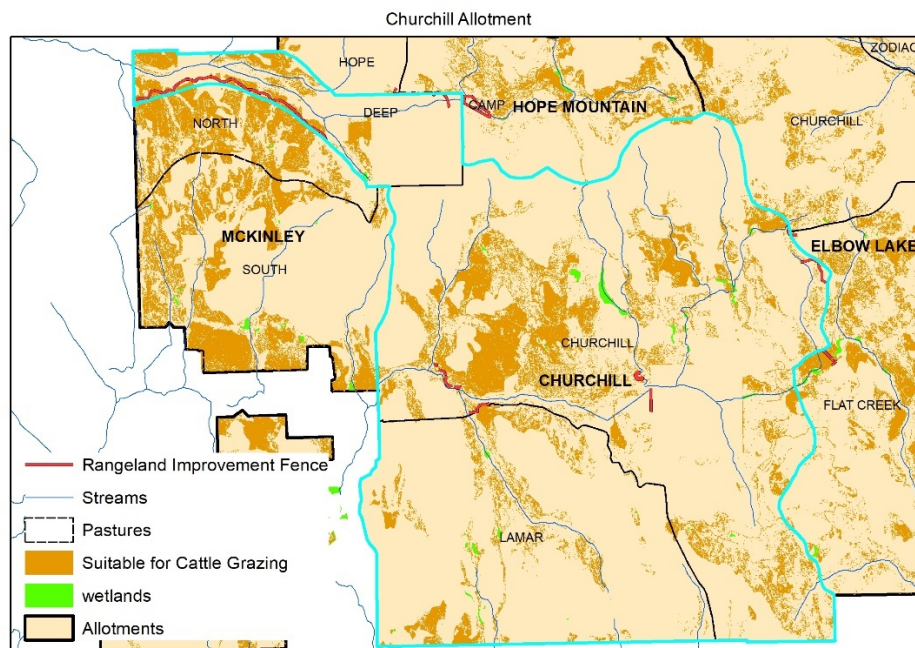 Churchill Allotment
HOPE
ZODIAC
CAMP
HOPE MOUNTAIN
DEEP
NORTH
CHURCHILL
MCKINLEY
ELBOW LAKE
SOUTH
CHURCHILL
CHURCHILL
FLAT CREEK
LAMAR
Rangeland Improvement Fence
Streams
Pastures
Suitable for Cattle Grazing
wetlands
Allotments